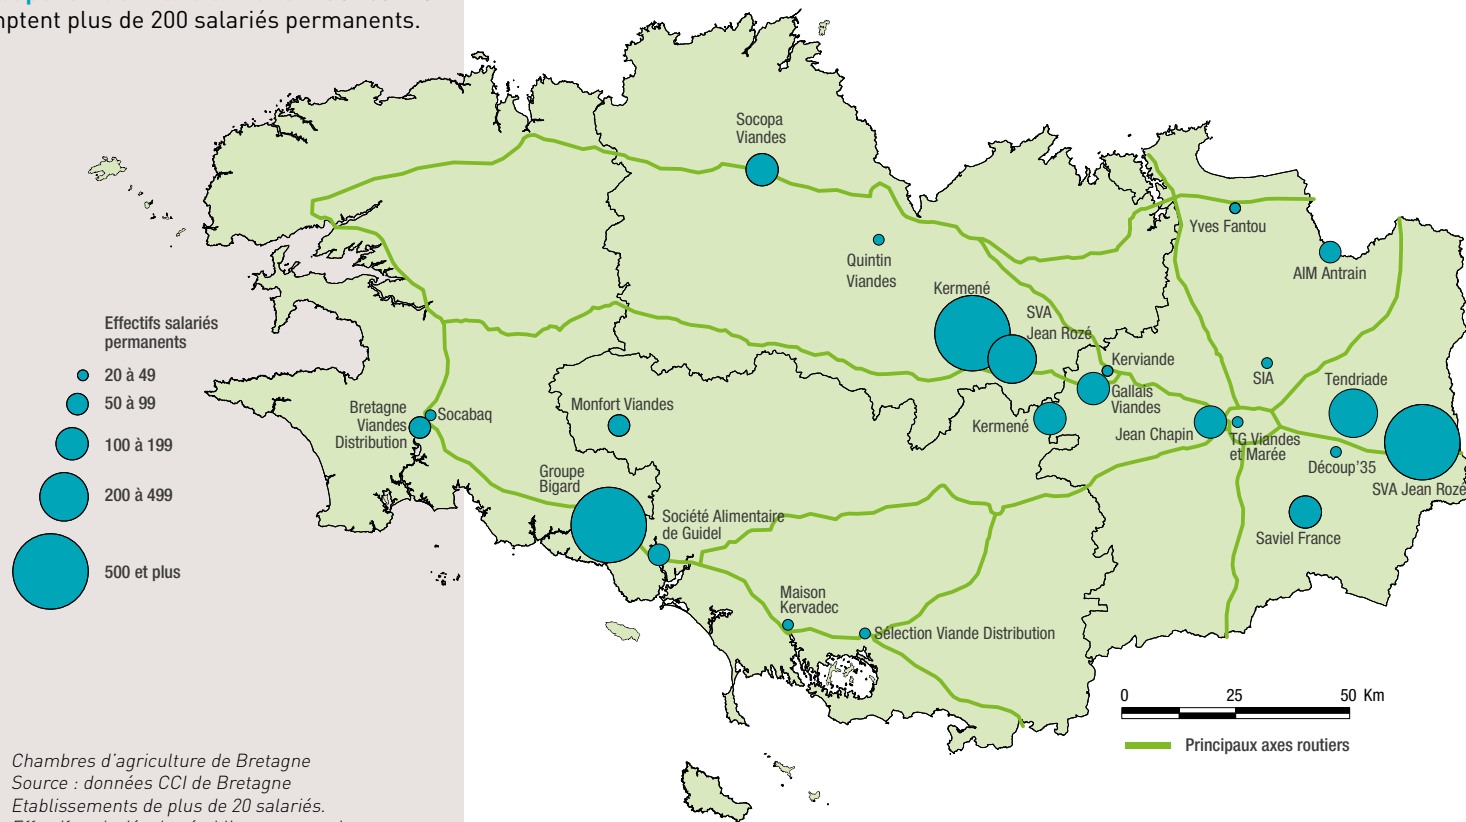 mptent plus de 200 salariés permanents.
Socopa
Viandes
Yves Fantou
AIM Antrain
Quintin
Viandes
Kermené
SVA
Jean Rozé
Kerviande
Gallais
Viandes
SIA
Tendriade
Effectifs salariés
permanents
20 à 49
50 à 99
100 à 199
200 à 499
500 et plus
Bretagne
Viandes
Distribution
Socabaq
Monfort Viandes
Kermené
Jean Chapin
TG Viandes
et Marée
Découp'35
SVA Jean Rozé
Groupe
Bigard
Société Alimentaire
de Guidel
Saviel France
Maison
Kervadec
Sélection Viande Distribution
0 25 50 Km
Principaux axes routiers
Chambres d'agriculture de Bretagne
Source : données CCI de Bretagne
Etablissements de plus de 20 salariés.